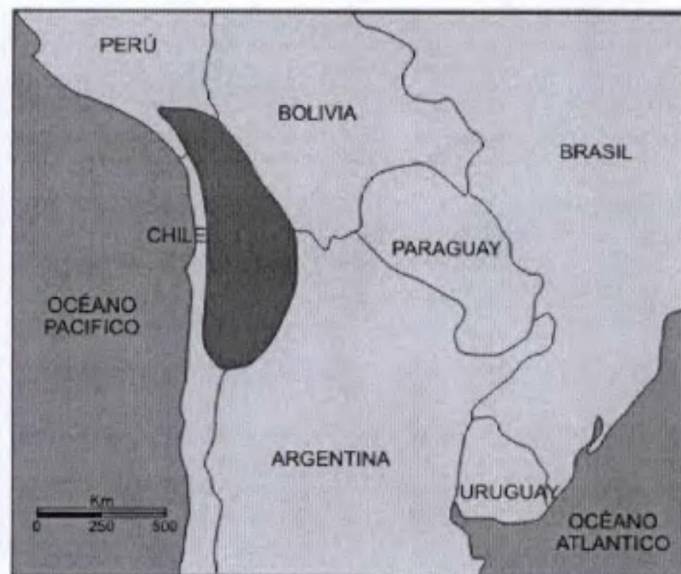 PERÚ
BOLIVIA
BRASIL
CHILE
PARAGUAY
OCÉANO
PACIFICO
ARGENTINA
URUGUAY
Km
0 250 500
OCÉANO
ATLANTICO